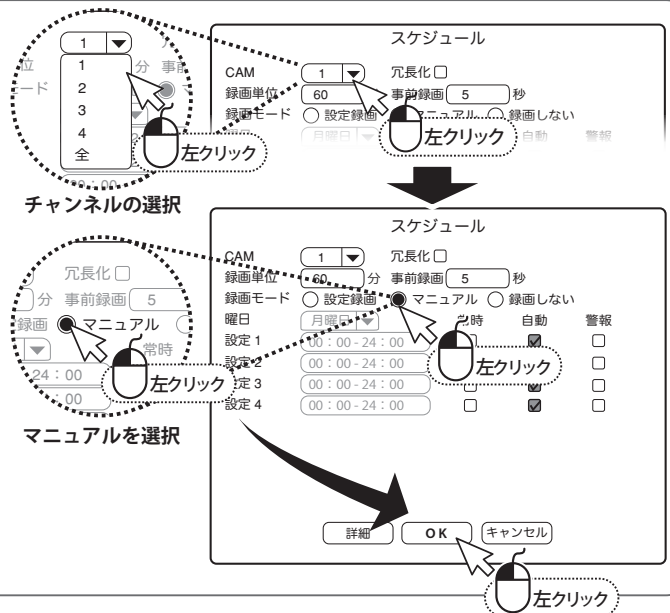 1
1
2
3
4
全
分 事前
ード
左クリック
チャンネルの選択
スケジュール
CAM 1 冗長化
録画単位 60 事前録画 5 秒
録画モード 設定録画 マニュアル 録画しない
月曜日 自動 警報
左クリック
スケジュール
CAM 1 冗長化
録画単位 60 分 事前録画 5 秒
録画モード 設定録画 マニュアル 録画しない
曜日 月曜日 常時 自動 警報
設定 1 00：00 - 24：00
設定 2 00：00 - 24：00
設定 3 00：00 - 24：00
設定 4 00：00 - 24：00
左クリック
冗長化
分 事前録画 5
録画 マニュアル
常時
24：00
：00
左クリック
マニュアルを選択
詳細 OK キャンセル
左クリック